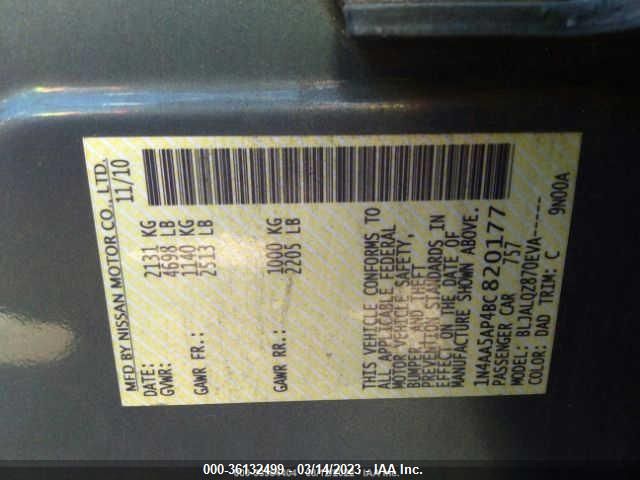 MFD BY NISSAN MOTOR CO., LTD.
DATE: 11/10
GVWR: 2131 KG
4698 LB
GAWR FR.: 1140 KG
2513 LB
GAWR RR.: 1000 KG
2205 LB
THIS VEHICLE CONFORMS TO
ALL APPLICABLE FEDERAL
MOTOR VEHICLE SAFETY,
BUMPER, AND THEFT
PREVENTION STANDARDS IN
EFFECT ON THE DATE OF
MANUFACTURE SHOWN ABOVE.
1N4AA5AP4BC820177
PASSENGER CAR 757
MODEL: BLJALQZ870EVA-----
COLOR: DAD TRIM: C 9N00A
000-36132499 - 03/14/2023 - IAA Inc.